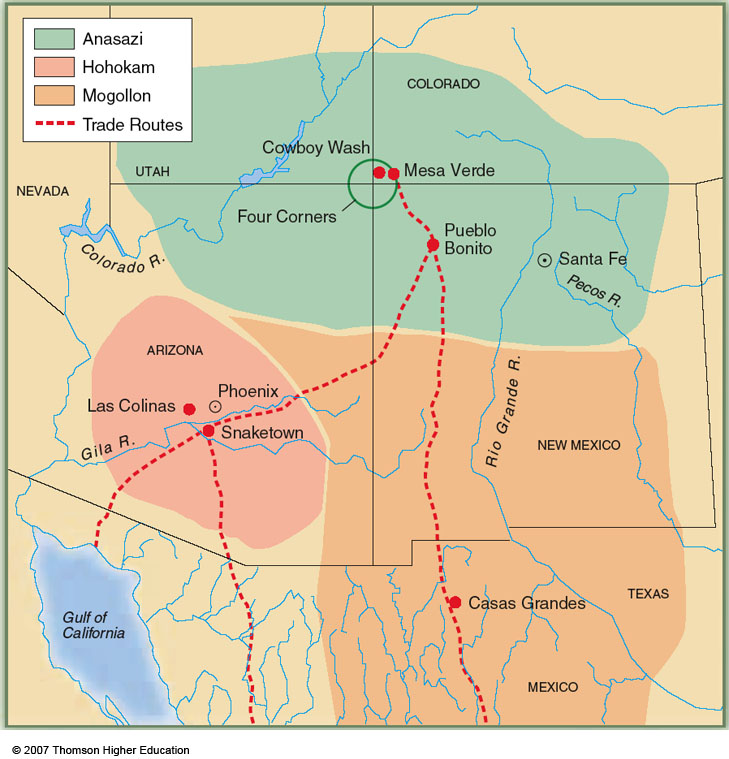 Anasazi
Hohokam
Mogollon
Trade Routes
COLORADO
Cowboy Wash
Mesa Verde
UTAH
NEVADA
Four Corners
Pueblo
Bonito
Colorado R.
Santa Fe
Pecos R.
ARIZONA
Phoenix
Las Colinas
Rio Grande R.
Gila R.
Snaketown
NEW MEXICO
Gulf of
California
Casas Grandes
TEXAS
MEXICO
© 2007 Thomson Higher Education